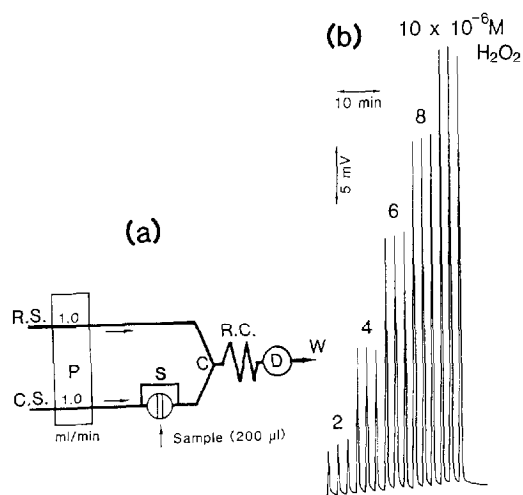 (a)
R.S.
1.0
P
C.S.
1.0
ml/min
S
Sample (200 µl)
C
R.C.
D
W
(b)
10 x 10⁻⁶M
H₂O₂
10 min
5 mV
8
6
4
2